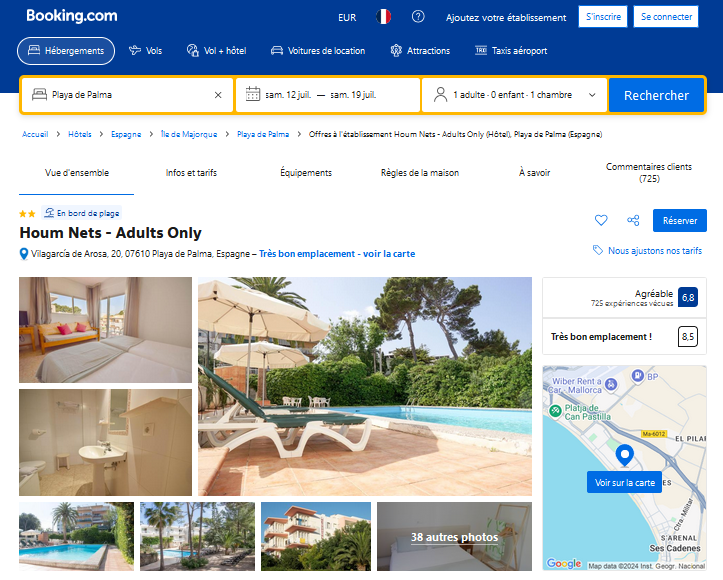 Booking.com
EUR
Ajoutez votre établissement
S'inscrire
Se connecter
Hébergements
Vols
Vol + hôtel
Voitures de location
Attractions
Taxis aéroport
Playa de Palma
sam. 12 juil. — sam. 19 juil.
1 adulte · 0 enfant · 1 chambre
Rechercher
Accueil > Hôtels > Espagne > Île de Majorque > Playa de Palma > Offres à l'établissement Houm Nets - Adults Only (Hôtel), Playa de Palma (Espagne)
Vue d'ensemble
Infos et tarifs
Équipements
Règles de la maison
À savoir
Commentaires clients
(725)
En bord de plage
Réserver
Houm Nets - Adults Only
Vilagarcía de Arosa, 20, 07610 Playa de Palma, Espagne – Très bon emplacement - voir la carte
Nous ajustons nos tarifs
Agréable
725 expériences vécues
6,8
Très bon emplacement !
8,5
Wiber Rent a
Car - Mallorca
BP
Platja de
Can Pastilla
Ma-6012
EL PILAR
Voir sur la carte
ES
Ctra. Militar
S'ARENAL
Ses Cadenes
Google
Map data ©2024 Inst. Geogr. Nacional
38 autres photos